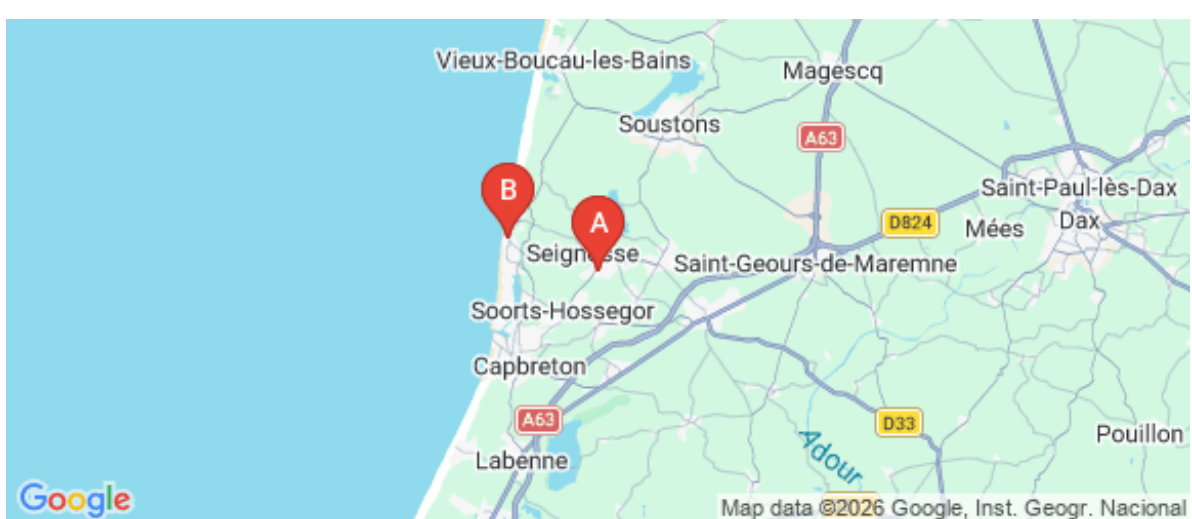 Vieux-Boucau-les-Bains
Magescq
Soustons
A63
B
Saint-Paul-lès-Dax
A
D824
Mées
Dax
Seignosse
Saint-Geours-de-Maremne
Soorts-Hossegor
Capbreton
A63
D33
Adour
Pouillon
Labenne
Google
Map data ©2026 Google, Inst. Geogr. Nacional